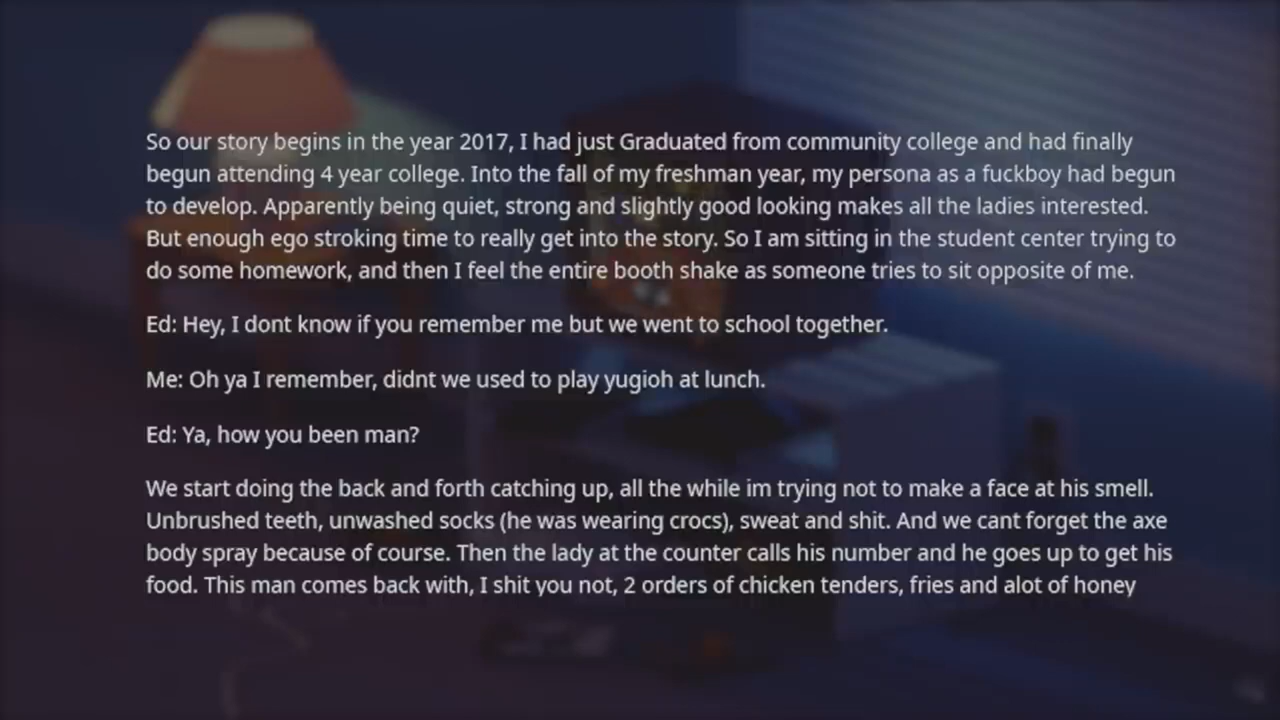 So our story begins in the year 2017, I had just Graduated from community college and had finally
begun attending 4 year college. Into the fall of my freshman year, my persona as a fuckboy had begun
to develop. Apparently being quiet, strong and slightly good looking makes all the ladies interested.
But enough ego stroking time to really get into the story. So I am sitting in the student center trying to
do some homework, and then I feel the entire booth shake as someone tries to sit opposite of me.
Ed: Hey, I dont know if you remember me but we went to school together.
Me: Oh ya I remember, didnt we used to play yugioh at lunch.
Ed: Ya, how you been man?
We start doing the back and forth catching up, all the while im trying not to make a face at his smell.
Unbrushed teeth, unwashed socks (he was wearing crocs), sweat and shit. And we cant forget the axe
body spray because of course. Then the lady at the counter calls his number and he goes up to get his
food. This man comes back with, I shit you not, 2 orders of chicken tenders, fries and alot of honey